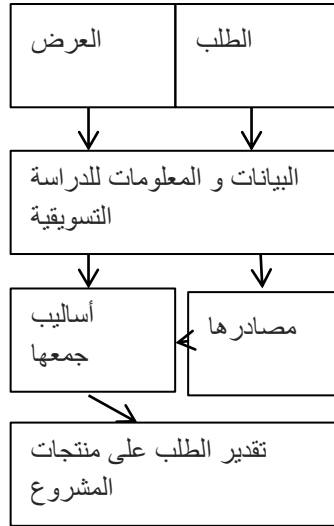 الطلب
العرض
البيانات و المعلومات للدراسة
التسويقية
مصادرها
أساليب
جمعها
تقدير الطلب على منتجات
المشروع